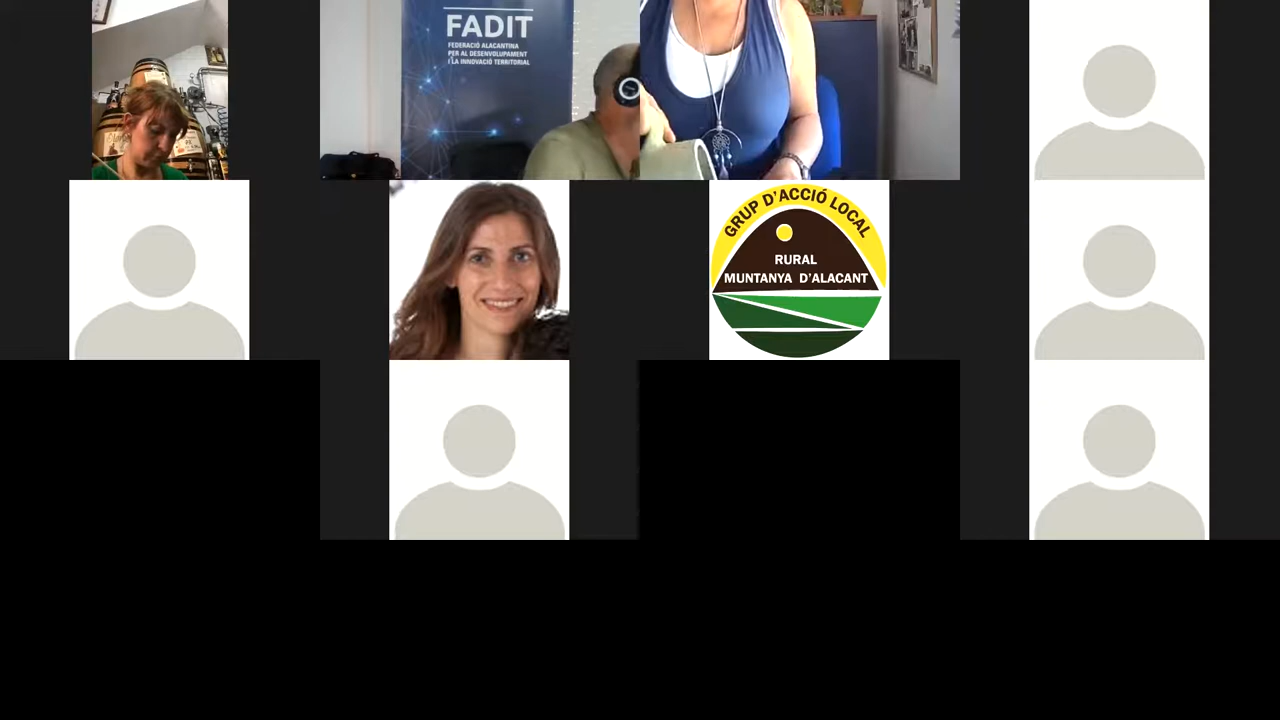 FADIT
FEDERACIÓ ALACANTINA
PER AL DESENVOLUPAMENT
I LA INNOVACIÓ TERRITORIAL
GRUP D'ACCIÓ LOCAL
RURAL
MUNTANYA D'ALACANT